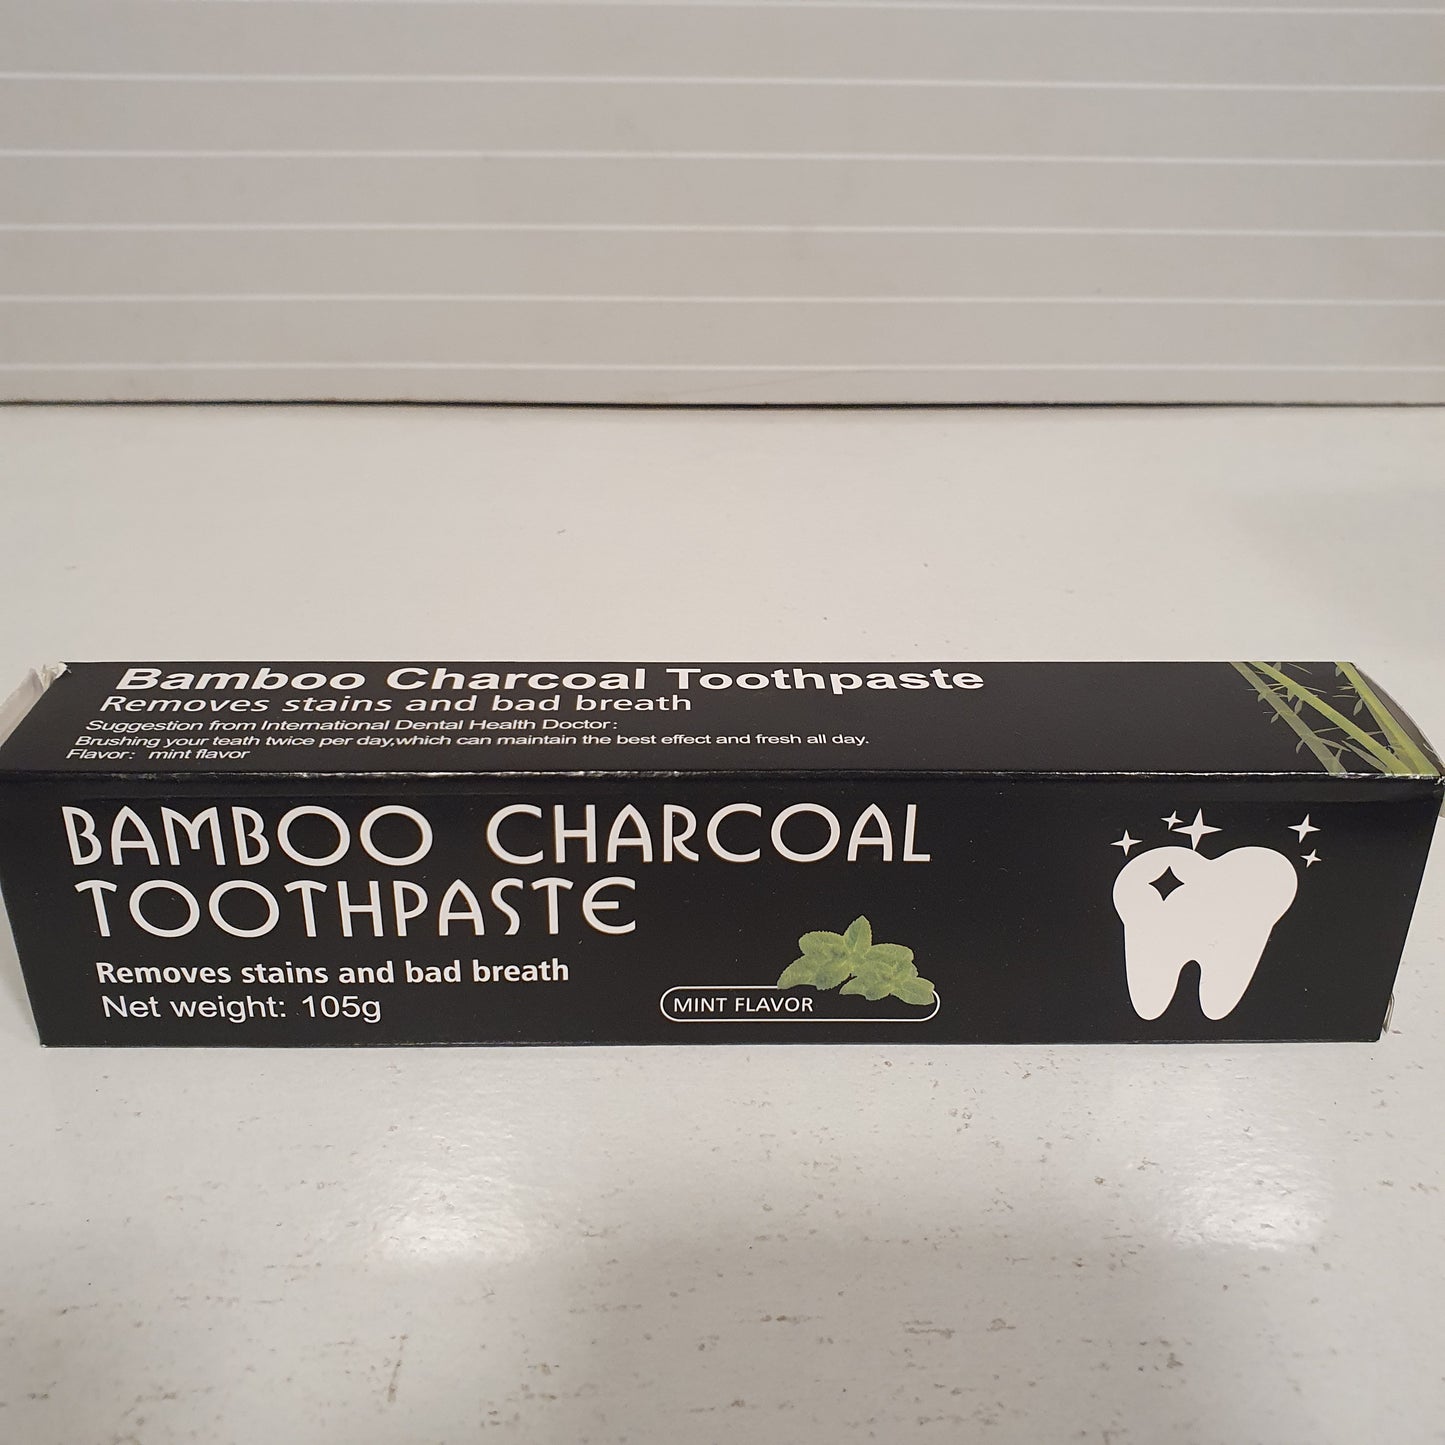 Bamboo Charcoal Toothpaste
Removes stains and bad breath
Suggestion from International Dental Health Doctor:
Brushing your teath twice per day,which can maintain the best effect and fresh all day.
Flavor: mint flavor
BAMBOO CHARCOAL
TOOTHPASTE
Removes stains and bad breath
Net weight: 105g
MINT FLAVOR